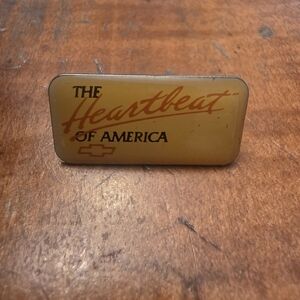 THE
Heartbeat
OF AMERICA